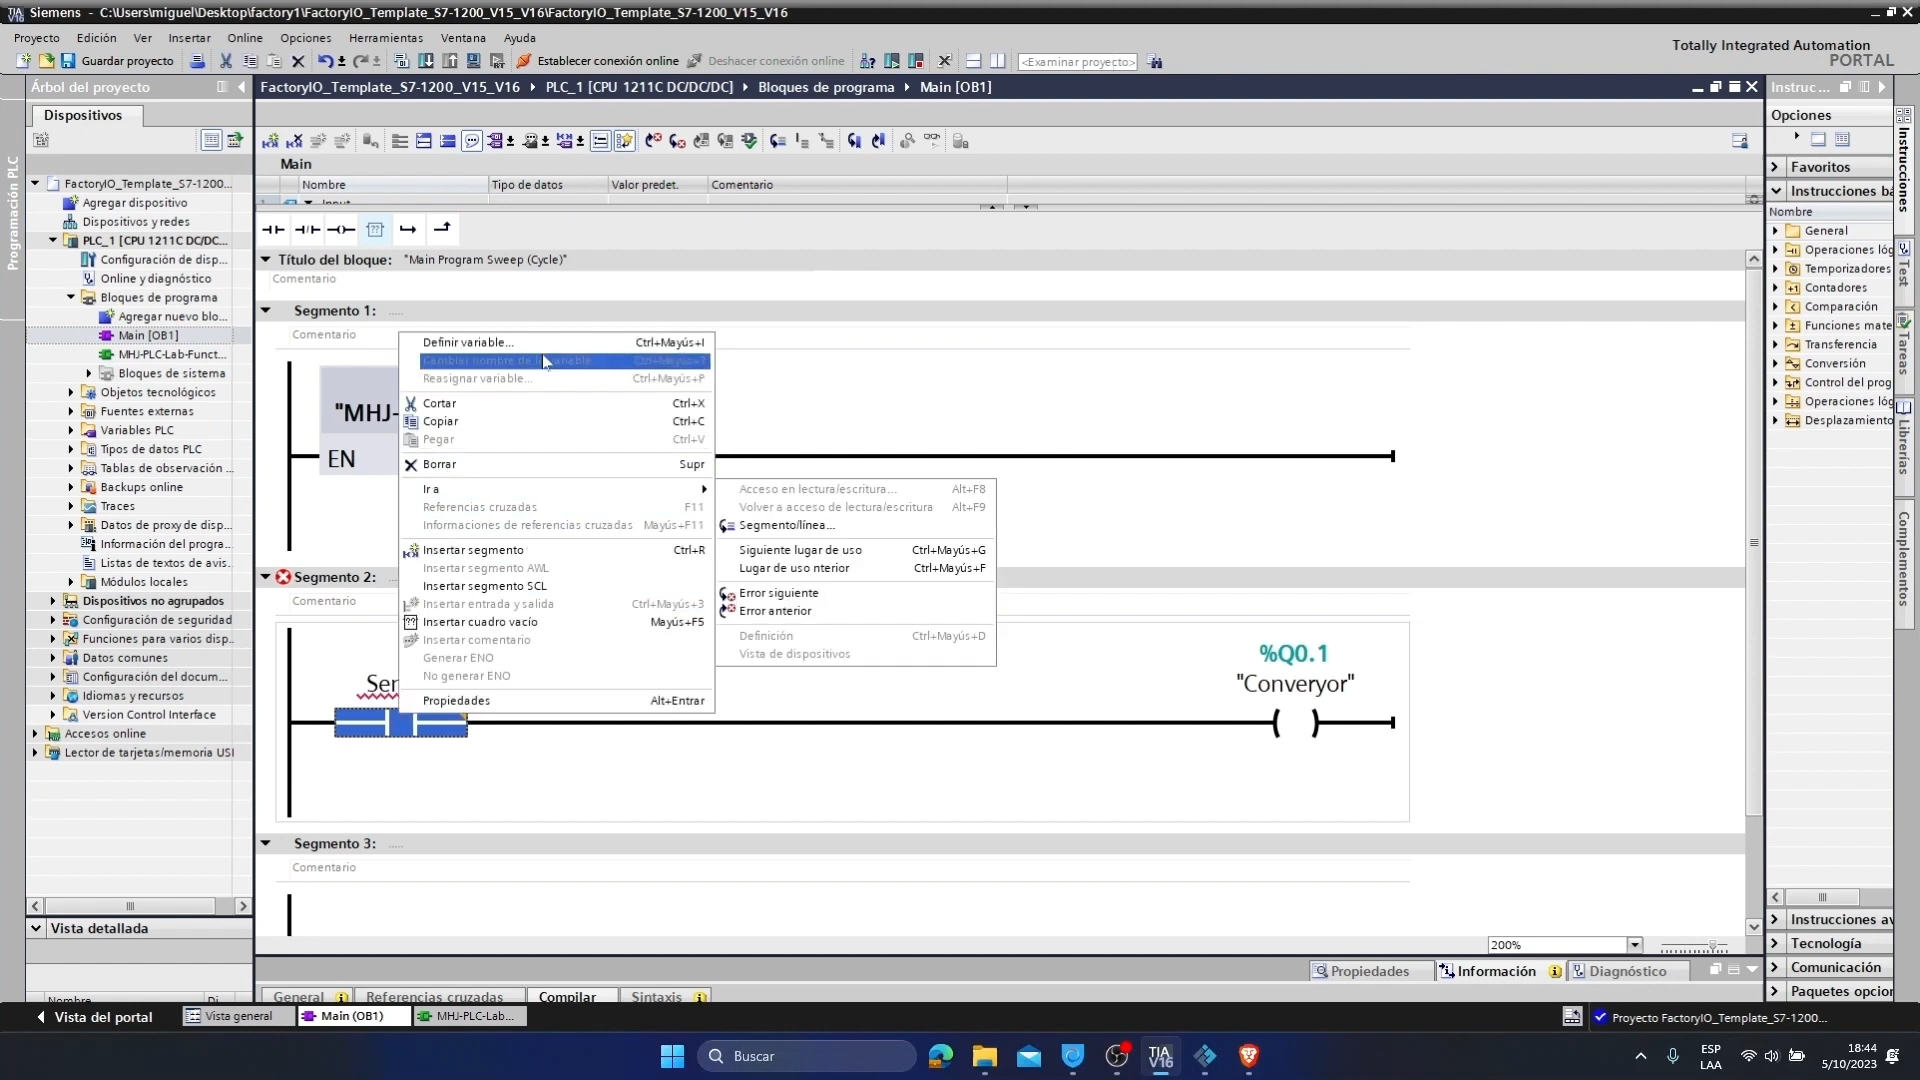 Siemens - C:\Users\miguel\Desktop\factory1\FactoryIO_Template_S7-1200_V15_V16\FactoryIO_Template_S7-1200_V15_V16
Proyecto Edición Ver Insertar Online Opciones Herramientas Ventana Ayuda
Totally Integrated Automation
PORTAL
Guardar proyecto
Establecer conexión online
Deshacer conexión online
<Examinar proyecto>
Árbol del proyecto
FactoryIO_Template_S7-1200_V15_V16 PLC_1 [CPU 1211C DC/DC/DC] Bloques de programa Main [OB1]
Instruc...
Dispositivos
Opciones
Programación PLC
FactoryIO_Template_S7-1200...
Agregar dispositivo
Dispositivos y redes
PLC_1 [CPU 1211C DC/DC...
Configuración de disp...
Online y diagnóstico
Bloques de programa
Agregar nuevo blo...
Main [OB1]
MHJ-PLC-Lab-Funct...
Bloques de sistema
Objetos tecnológicos
Fuentes externas
Variables PLC
Tipos de datos PLC
Tablas de observación ...
Backups online
Traces
Datos de proxy de disp...
Información del progra...
Listas de textos de avis...
Módulos locales
Dispositivos no agrupados
Configuración de seguridad
Funciones para varios disp...
Datos comunes
Configuración del docum...
Idiomas y recursos
Version Control Interface
Accesos online
Lector de tarjetas/memoria USI
Vista detallada
Nombre
Main
Nombre Tipo de datos Valor predet. Comentario
Input
Título del bloque: "Main Program Sweep (Cycle)"
Comentario
Segmento 1: .....
Comentario
"MHJ-
EN
Definir variable... Ctrl+Mayús+I
Cambiar nombre de la variable
Reasignar variable... Ctrl+Mayús+P
Cortar Ctrl+X
Copiar Ctrl+C
Pegar Ctrl+V
Borrar Supr
Ir a
Referencias cruzadas F11
Informaciones de referencias cruzadas Mayús+F11
Insertar segmento Ctrl+R
Insertar segmento AWL
Insertar segmento SCL
Insertar entrada y salida Ctrl+Mayús+3
Insertar cuadro vacío Mayús+F5
Insertar comentario
Generar ENO
No generar ENO
Propiedades Alt+Entrar
Acceso en lectura/escritura... Alt+F8
Volver a acceso de lectura/escritura Alt+F9
Segmento/línea...
Siguiente lugar de uso Ctrl+Mayús+G
Lugar de uso nterior Ctrl+Mayús+F
Error siguiente
Error anterior
Definición Ctrl+Mayús+D
Vista de dispositivos
Segmento 2:
Comentario
Ser
%Q0.1
"Converyor"
Segmento 3: .....
Comentario
200%
Propiedades Información Diagnóstico
General Referencias cruzadas Compilar Sintaxis
Favoritos
Instrucciones bá
Nombre
General
Operaciones lóg
Temporizadores
Contadores
Comparación
Funciones mate
Transferencia
Conversión
Control del prog
Operaciones lóg
Desplazamiento
Instrucciones av
Tecnología
Comunicación
Paquetes opcior
Instrucciones
Test
Tareas
Librerías
Complementos
Vista del portal
Vista general
Main (OB1)
MHJ-PLC-Lab...
Proyecto FactoryIO_Template_S7-1200...
Buscar
TIA
V16
ESP
LAA
18:44
5/10/2023